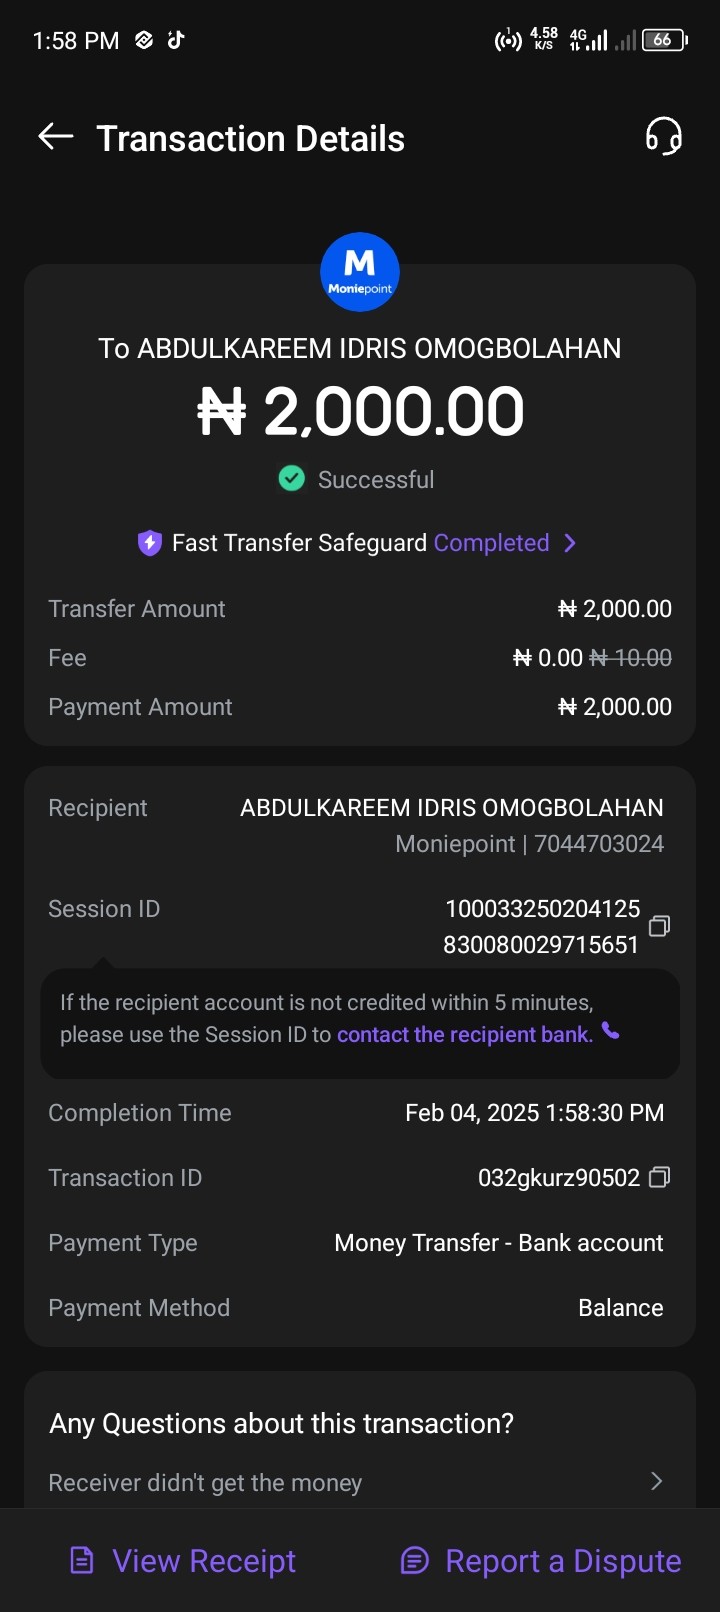 1:58 PM
1
4.58 K/S
4G
66
Transaction Details
M
Moniepoint
To ABDULKAREEM IDRIS OMOGBOLAHAN
₦ 2,000.00
Successful
Fast Transfer Safeguard Completed
Transfer Amount ₦ 2,000.00
Fee ₦ 0.00 ₦ 10.00
Payment Amount ₦ 2,000.00
Recipient ABDULKAREEM IDRIS OMOGBOLAHAN
Moniepoint | 7044703024
Session ID 100033250204125
830080029715651
If the recipient account is not credited within 5 minutes,
please use the Session ID to contact the recipient bank.
Completion Time Feb 04, 2025 1:58:30 PM
Transaction ID 032gkurz90502
Payment Type Money Transfer - Bank account
Payment Method Balance
Any Questions about this transaction?
Receiver didn't get the money
View Receipt Report a Dispute